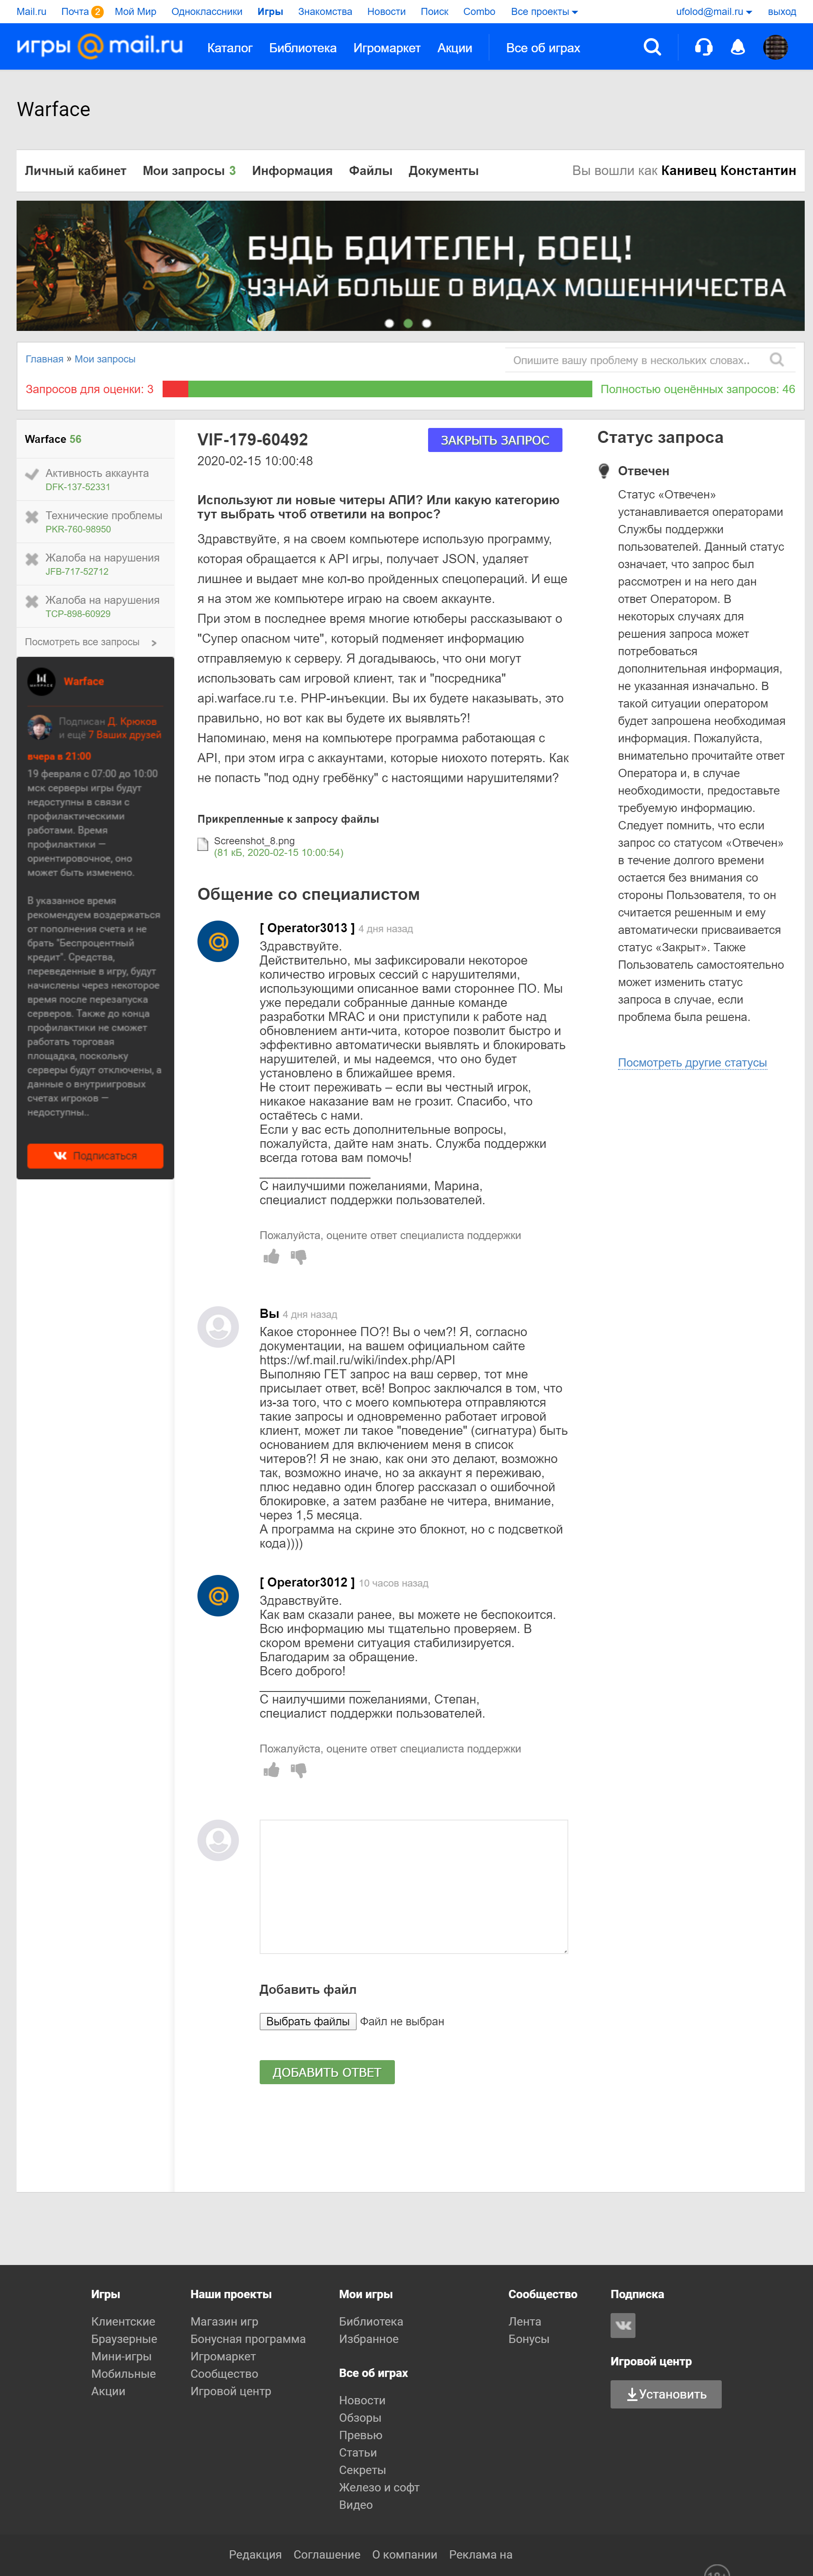 Mail.ru Почта 2 Мой Мир Одноклассники Игры Знакомства Новости Поиск Combo Все проекты ufolod@mail.ru выход
игры @mail.ru Каталог Библиотека Игромаркет Акции Все об играх
Warface
Личный кабинет Мои запросы 3 Информация Файлы Документы Вы вошли как Канивец Константин
БУДЬ БДИТЕЛЕН, БОЕЦ!
УЗНАЙ БОЛЬШЕ О ВИДАХ МОШЕННИЧЕСТВА
Главная » Мои запросы Опишите вашу проблему в нескольких словах..
Запросов для оценки: 3 Полностью оценённых запросов: 46
Warface 56
Активность аккаунта
DFK-137-52331
Технические проблемы
PKR-760-98950
Жалоба на нарушения
JFB-717-52712
Жалоба на нарушения
TCP-898-60929
Посмотреть все запросы
Warface
Подписан Д. Крюков
и ещё 7 Ваших друзей
вчера в 21:00
19 февраля с 07:00 до 10:00
мск серверы игры будут
недоступны в связи с
профилактическими
работами. Время
профилактики —
ориентировочное, оно
может быть изменено.
В указанное время
рекомендуем воздержаться
от пополнения счета и не
брать "Беспроцентный
кредит". Средства,
переведенные в игру, будут
начислены через некоторое
время после перезапуска
серверов. Также до конца
профилактики не сможет
работать торговая
площадка, поскольку
серверы будут отключены, а
данные о внутриигровых
счетах игроков —
недоступны..
Подписаться
VIF-179-60492
ЗАКРЫТЬ ЗАПРОС
2020-02-15 10:00:48
Используют ли новые читеры АПИ? Или какую категорию
тут выбрать чтоб ответили на вопрос?
Здравствуйте, я на своём компьютере использую программу,
которая обращается к API игры, получает JSON, удаляет
лишнее и выдает мне кол-во пройденных спецопераций. И еще
я на этом же компьютере играю на своем аккаунте.
При этом в последнее время многие ютюберы рассказывают о
"Супер опасном чите", который подменяет информацию
отправляемую к серверу. Я догадываюсь, что они могут
использовать сам игровой клиент, так и "посредника"
api.warface.ru т.е. PHP-инъекции. Вы их будете наказывать, это
правильно, но вот как вы будете их выявлять?!
Напоминаю, меня на компьютере программа работающая с
API, при этом игра с аккаунтами, которые ниохото потерять. Как
не попасть "под одну гребёнку" с настоящими нарушителями?
Прикрепленные к запросу файлы
Screenshot_8.png
(81 кБ, 2020-02-15 10:00:54)
Общение со специалистом
[ Operator3013 ] 4 дня назад
Здравствуйте.
Действительно, мы зафиксировали некоторое
количество игровых сессий с нарушителями,
использующими описанное вами стороннее ПО. Мы
уже передали собранные данные команде
разработки MRAC и они приступили к работе над
обновлением анти-чита, которое позволит быстро и
эффективно автоматически выявлять и блокировать
нарушителей, и мы надеемся, что оно будет
установлено в ближайшее время.
Не стоит переживать – если вы честный игрок,
никакое наказание вам не грозит. Спасибо, что
остаётесь с нами.
Если у вас есть дополнительные вопросы,
пожалуйста, дайте нам знать. Служба поддержки
всегда готова вам помочь!
С наилучшими пожеланиями, Марина,
специалист поддержки пользователей.
Пожалуйста, оцените ответ специалиста поддержки
Вы 4 дня назад
Какое стороннее ПО?! Вы о чем?! Я, согласно
документации, на вашем официальном сайте
https://wf.mail.ru/wiki/index.php/API
Выполняю ГЕТ запрос на ваш сервер, тот мне
присылает ответ, всё! Вопрос заключался в том, что
из-за того, что с моего компьютера отправляются
такие запросы и одновременно работает игровой
клиент, может ли такое "поведение" (сигнатура) быть
основанием для включением меня в список
читеров?! Я не знаю, как они это делают, возможно
так, возможно иначе, но за аккаунт я переживаю,
плюс недавно один блогер рассказал о ошибочной
блокировке, а затем разбане не читера, внимание,
через 1,5 месяца.
А программа на скрине это блокнот, но с подсветкой
кода))))
[ Operator3012 ] 10 часов назад
Здравствуйте.
Как вам сказали ранее, вы можете не беспокоится.
Всю информацию мы тщательно проверяем. В
скором времени ситуация стабилизируется.
Благодарим за обращение.
Всего доброго!
С наилучшими пожеланиями, Степан,
специалист поддержки пользователей.
Пожалуйста, оцените ответ специалиста поддержки
Добавить файл
Выбрать файлы Файл не выбран
ДОБАВИТЬ ОТВЕТ
Статус запроса
Отвечен
Статус «Отвечен»
устанавливается операторами
Службы поддержки
пользователей. Данный статус
означает, что запрос был
рассмотрен и на него дан
ответ Оператором. В
некоторых случаях для
решения запроса может
потребоваться
дополнительная информация,
не указанная изначально. В
такой ситуации оператором
будет запрошена необходимая
информация. Пожалуйста,
внимательно прочитайте ответ
Оператора и, в случае
необходимости, предоставьте
требуемую информацию.
Следует помнить, что если
запрос со статусом «Отвечен»
в течение долгого времени
остается без внимания со
стороны Пользователя, то он
считается решенным и ему
автоматически присваивается
статус «Закрыт». Также
Пользователь самостоятельно
может изменить статус
запроса в случае, если
проблема была решена.
Посмотреть другие статусы
Игры
Клиентские
Браузерные
Мини-игры
Мобильные
Акции
Наши проекты
Магазин игр
Бонусная программа
Игромаркет
Сообщество
Игровой центр
Мои игры
Библиотека
Избранное
Все об играх
Новости
Обзоры
Превью
Статьи
Секреты
Железо и софт
Видео
Сообщество
Лента
Бонусы
Подписка
Игровой центр
Установить
Редакция Соглашение О компании Реклама на